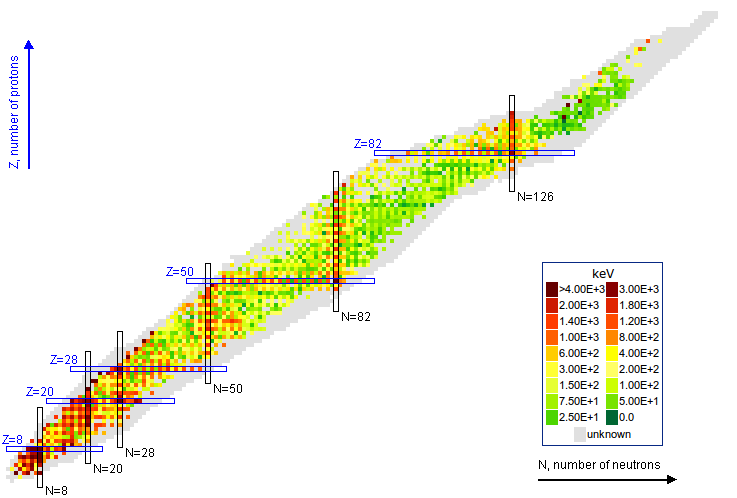 Z, number of protons
Z=82
N=126
Z=50
N=82
Z=28
N=50
Z=20
N=28
Z=8
N=20
N=8
keV
>4.00E+3 3.00E+3
2.00E+3 1.80E+3
1.40E+3 1.20E+3
1.00E+3 8.00E+2
6.00E+2 4.00E+2
3.00E+2 2.00E+2
1.50E+2 1.00E+2
7.50E+1 5.00E+1
2.50E+1 0.0
unknown
N, number of neutrons